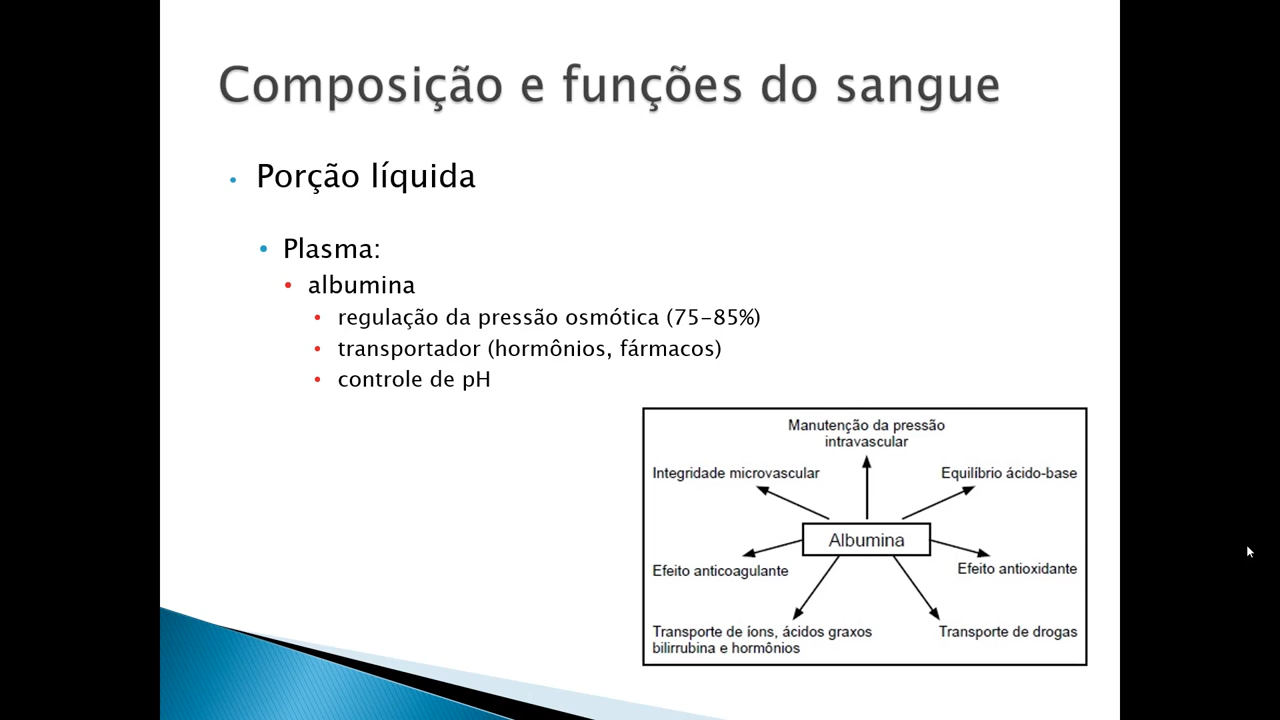 Composição e funções do sangue
• Porção líquida
• Plasma:
• albumina
• regulação da pressão osmótica (75-85%)
• transportador (hormônios, fármacos)
• controle de pH
Manutenção da pressão
intravascular
Integridade microvascular
Equilíbrio ácido-base
Albumina
Efeito anticoagulante
Efeito antioxidante
Transporte de íons, ácidos graxos
bilirrubina e hormônios
Transporte de drogas